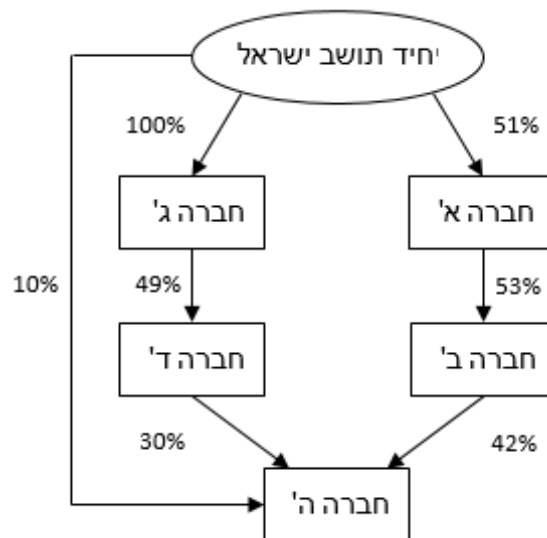 יחיד תושב ישראל
51%
100%
חברה א'
חברה ג'
53%
49%
10%
חברה ב'
חברה ד'
42%
30%
חברה ה'